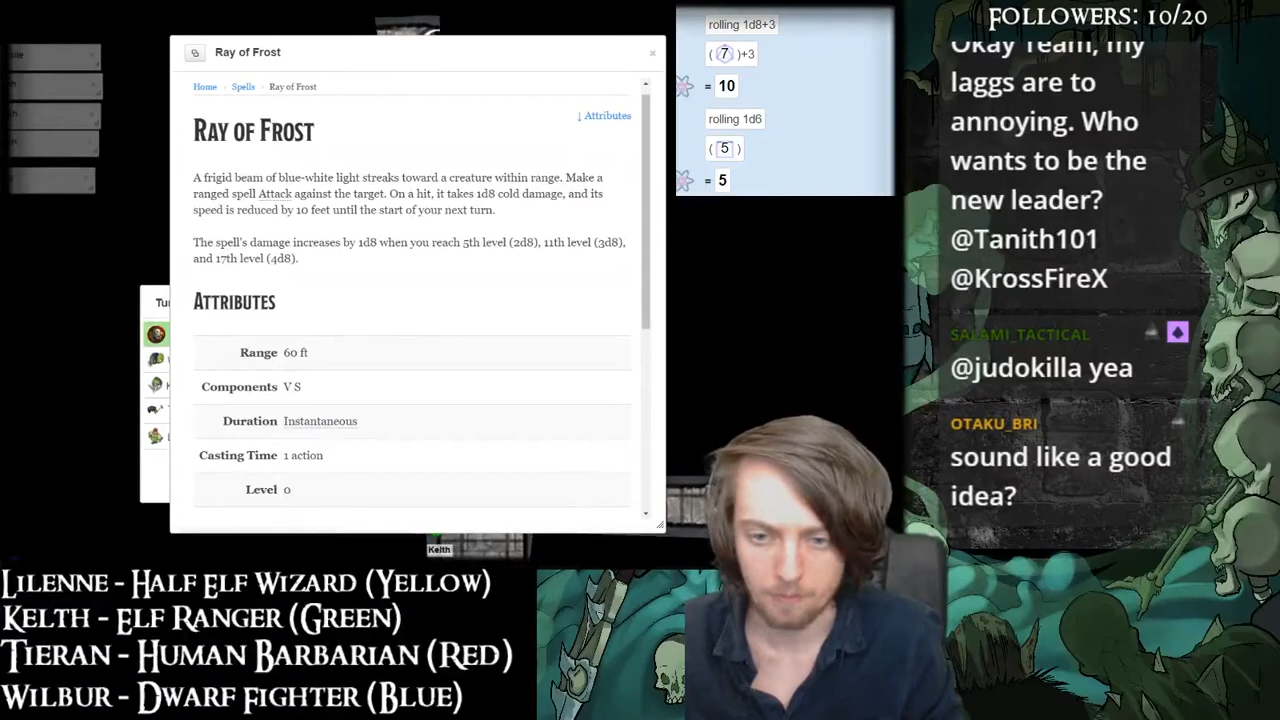 Ray of Frost
Home Spells Ray of Frost
↓ Attributes
Ray of Frost
A frigid beam of blue-white light streaks toward a creature within range. Make a
ranged spell Attack against the target. On a hit, it takes 1d8 cold damage, and its
speed is reduced by 10 feet until the start of your next turn.
The spell's damage increases by 1d8 when you reach 5th level (2d8), 11th level (3d8),
and 17th level (4d8).
Attributes
Range 60 ft
Components V S
Duration Instantaneous
Casting Time 1 action
Level 0
Tu
Kelth
rolling 1d8+3
(7)+3
= 10
rolling 1d6
(5)
= 5
Followers: 10/20
Okay Team, my
laggs are to
annoying. Who
wants to be the
new leader?
@Tanith101
@KrossFireX
SALAMI_TACTICAL
@judokilla yea
OTAKU_BRI
sound like a good
idea?
Lilenne - Half Elf Wizard (Yellow)
Kelth - Elf Ranger (Green)
Tieran - Human Barbarian (Red)
Wilbur - Dwarf Fighter (Blue)